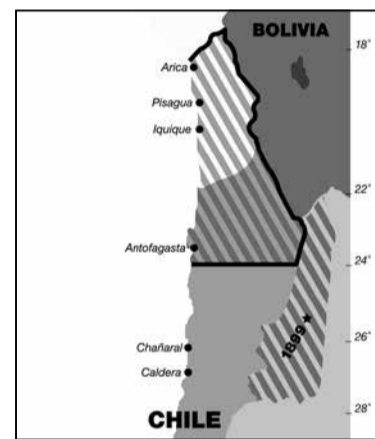 BOLIVIA
18°
Arica
Pisagua
Iquique
22°
Antofagasta
24°
1899
26°
Chañaral
Caldera
28°
CHILE